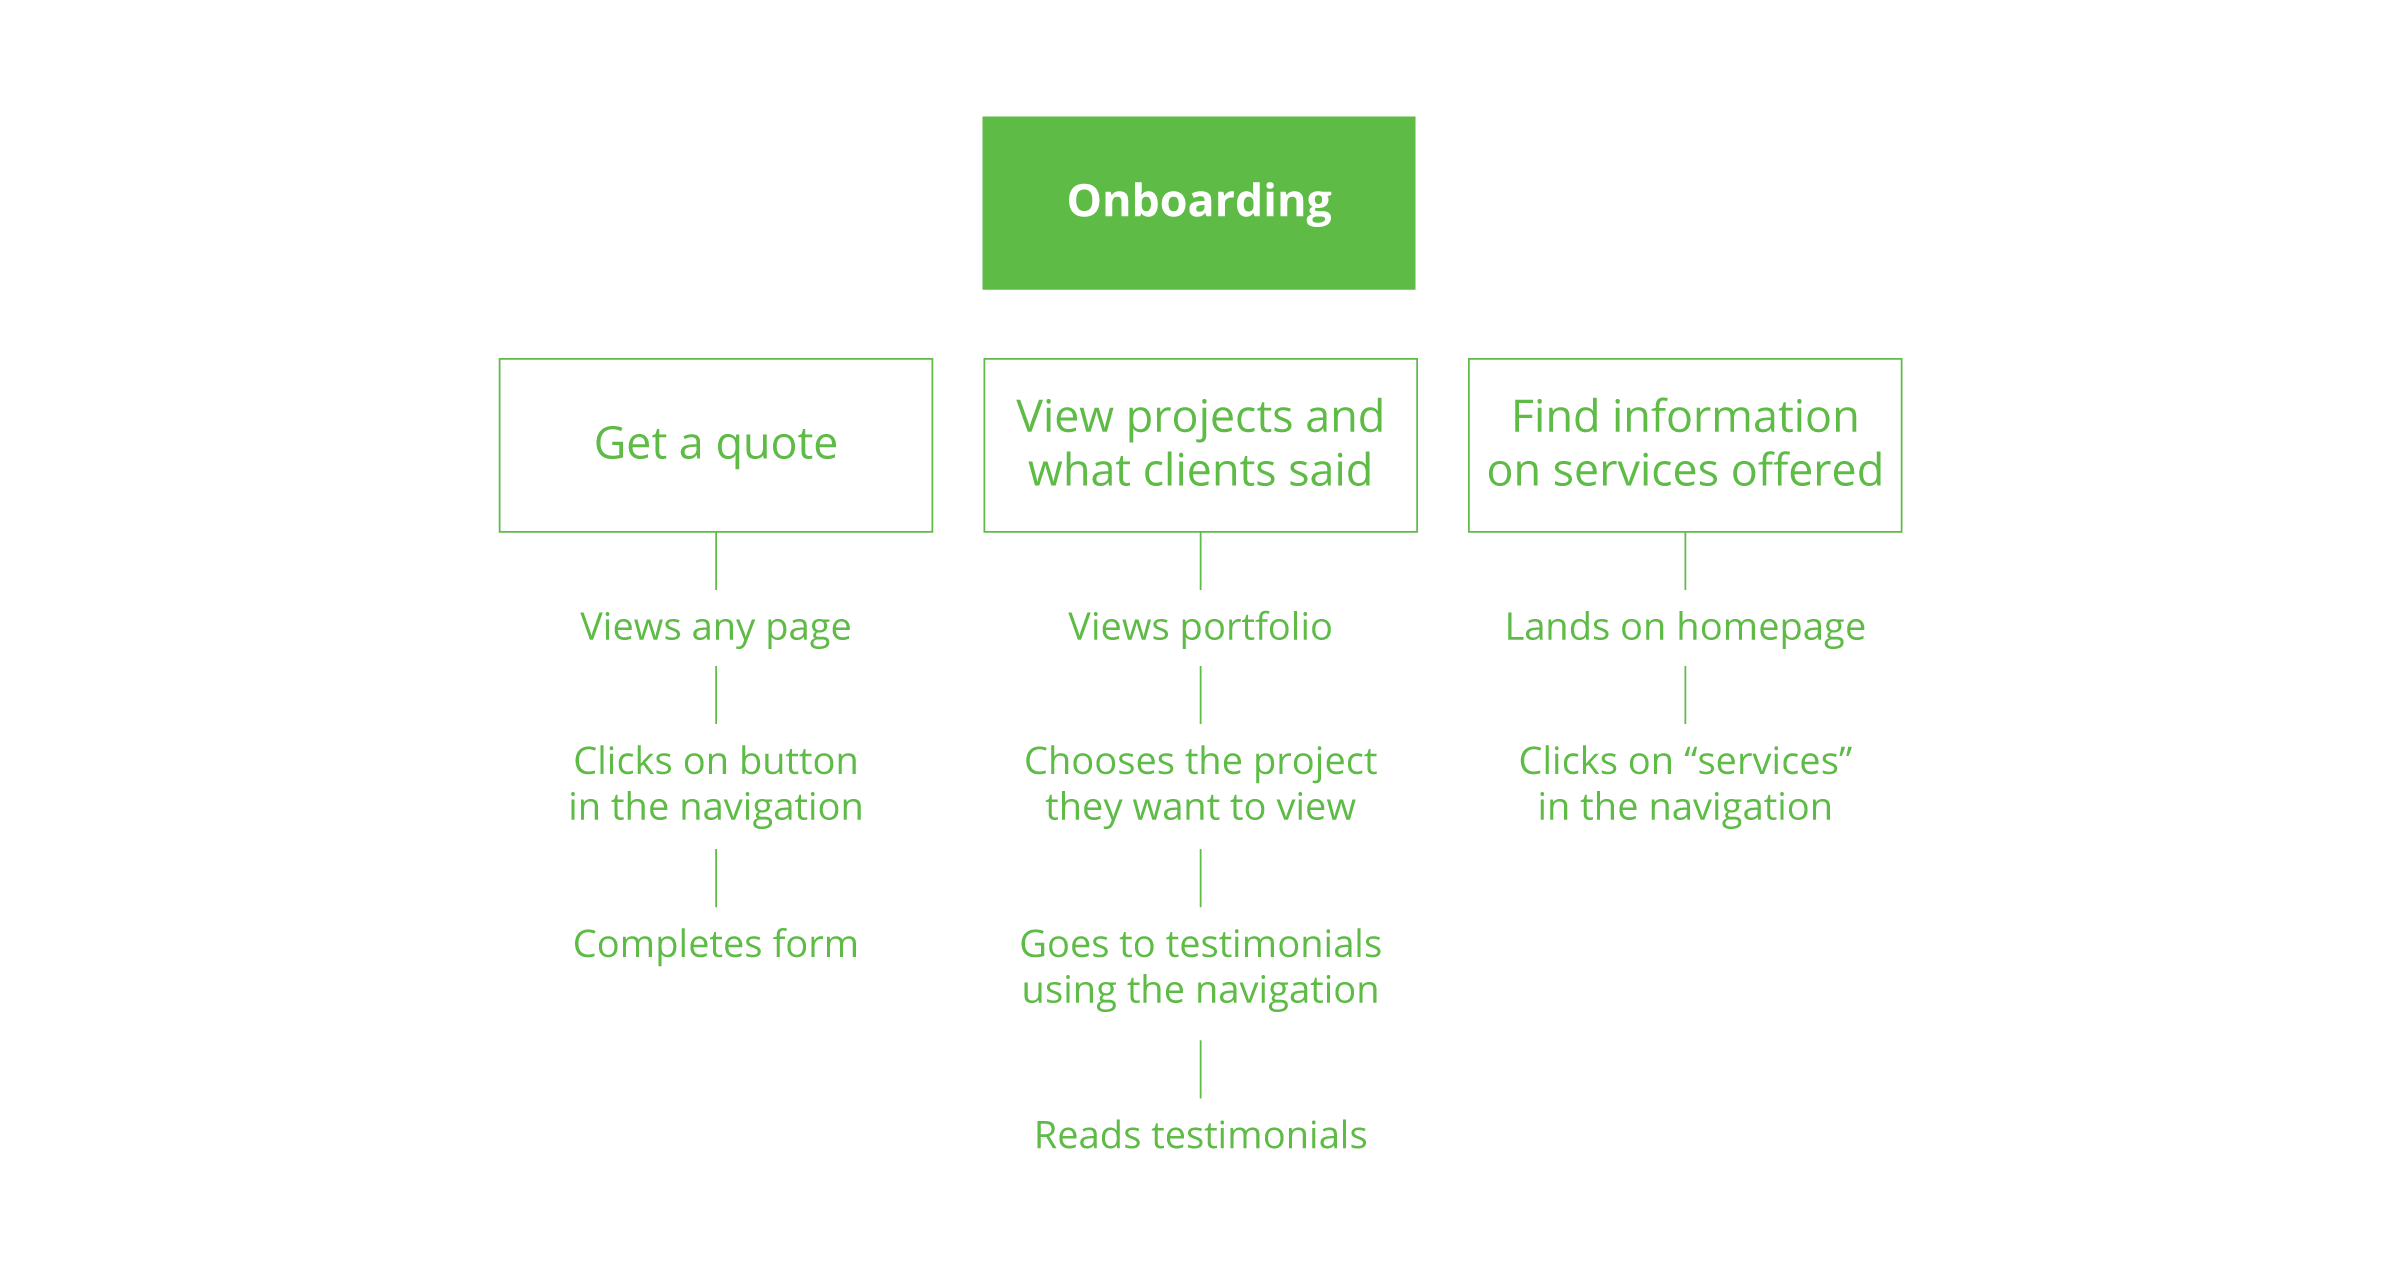 Onboarding
Get a quote
Views any page
Clicks on button
in the navigation
Completes form
View projects and
what clients said
Views portfolio
Chooses the project
they want to view
Goes to testimonials
using the navigation
Reads testimonials
Find information
on services offered
Lands on homepage
Clicks on “services”
in the navigation